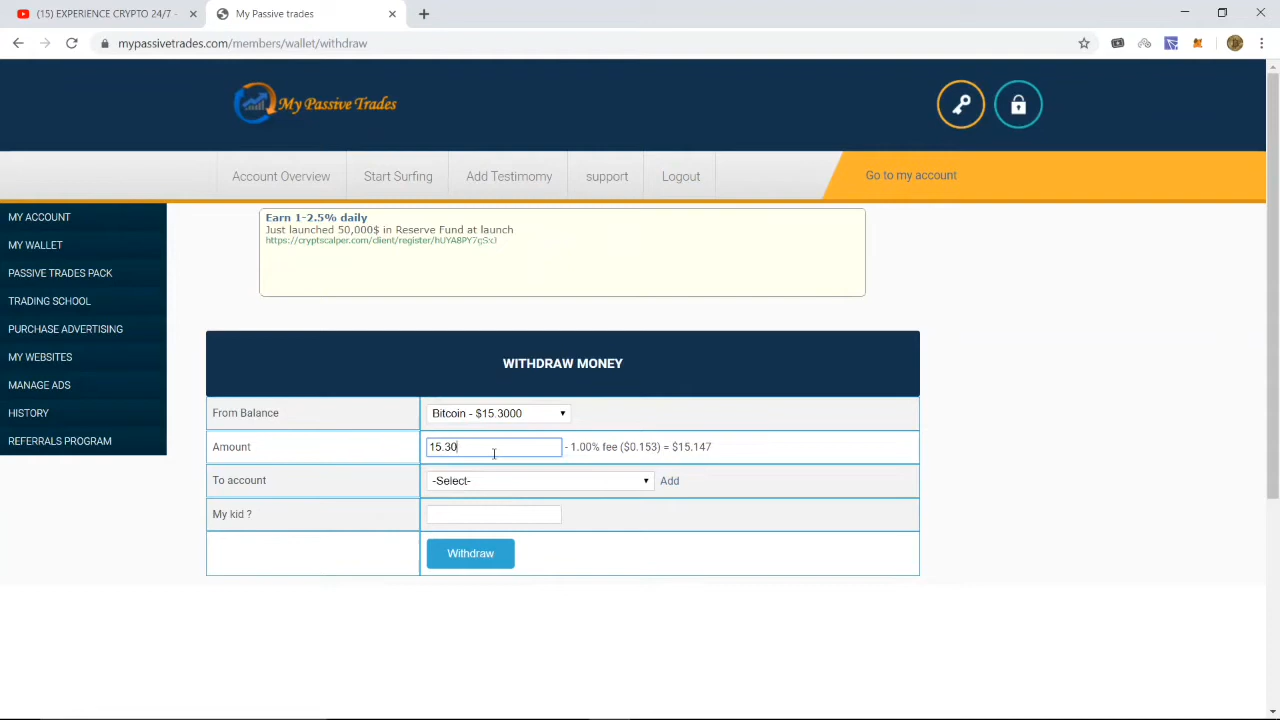 (15) EXPERIENCE CRYPTO 24/7 -
My Passive trades
mypassivetrades.com/members/wallet/withdraw
My Passive Trades
Account Overview
Start Surfing
Add Testimomy
support
Logout
Go to my account
MY ACCOUNT
MY WALLET
PASSIVE TRADES PACK
TRADING SCHOOL
PURCHASE ADVERTISING
MY WEBSITES
MANAGE ADS
HISTORY
REFERRALS PROGRAM
Earn 1-2.5% daily
Just launched 50,000$ in Reserve Fund at launch
WITHDRAW MONEY
From Balance
Bitcoin - $15.3000
Amount
15.30
- 1.00% fee ($0.153) = $15.147
To account
-Select-
Add
My kid ?
Withdraw